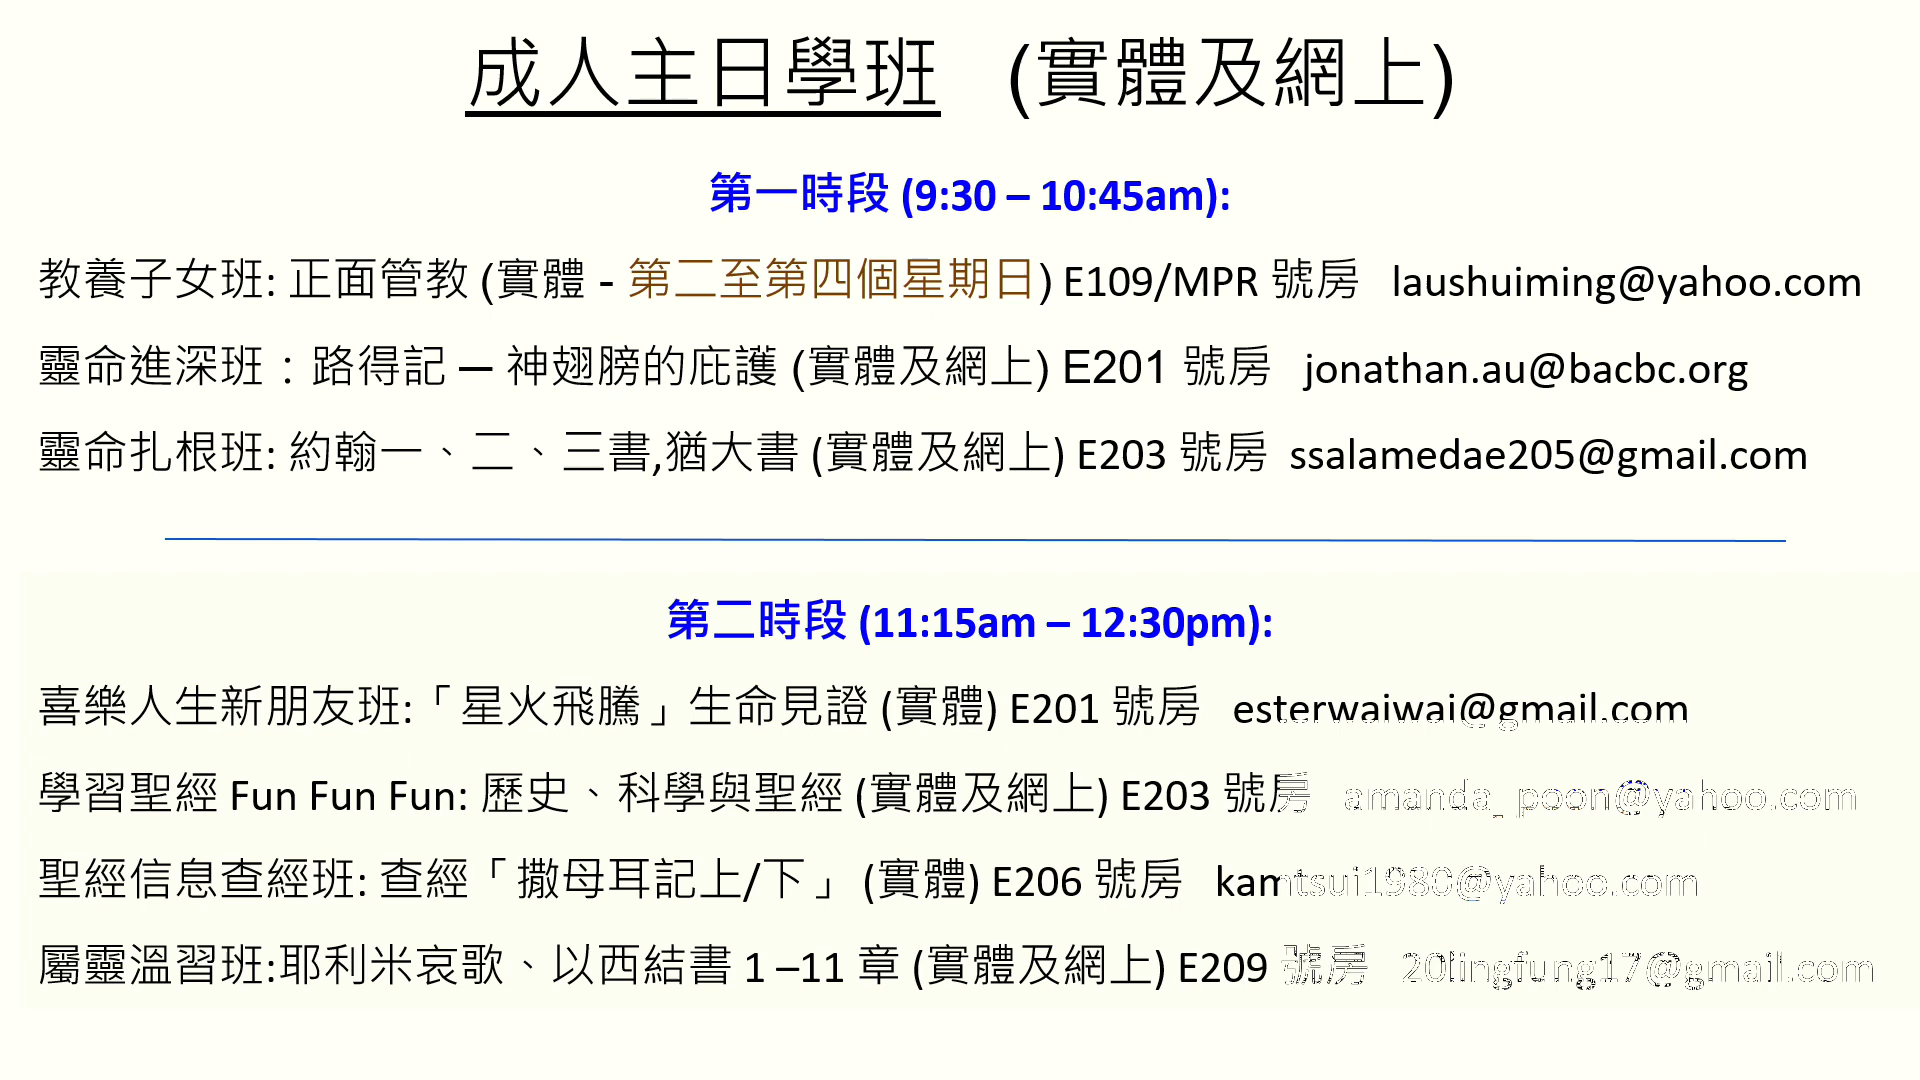 成人主日學班 (實體及網上)
第一時段 (9:30 – 10:45am):
教養子女班: 正面管教 (實體 - 第二至第四個星期日) E109/MPR 號房 laushuiming@yahoo.com
靈命進深班：路得記 — 神翅膀的庇護 (實體及網上) E201 號房 jonathan.au@bacbc.org
靈命扎根班: 約翰一、二、三書,猶大書 (實體及網上) E203 號房 ssalamedae205@gmail.com
第二時段 (11:15am – 12:30pm):
喜樂人生新朋友班:「星火飛騰」生命見證 (實體) E201 號房 esterwaiwai@gmail.com
學習聖經 Fun Fun Fun: 歷史、科學與聖經 (實體及網上) E203 號房 amanda_poon@yahoo.com
聖經信息查經班: 查經「撒母耳記上/下」 (實體) E206 號房 kamtsui1980@yahoo.com
屬靈溫習班:耶利米哀歌、以西結書 1 –11 章 (實體及網上) E209 號房 20lingfung17@gmail.com